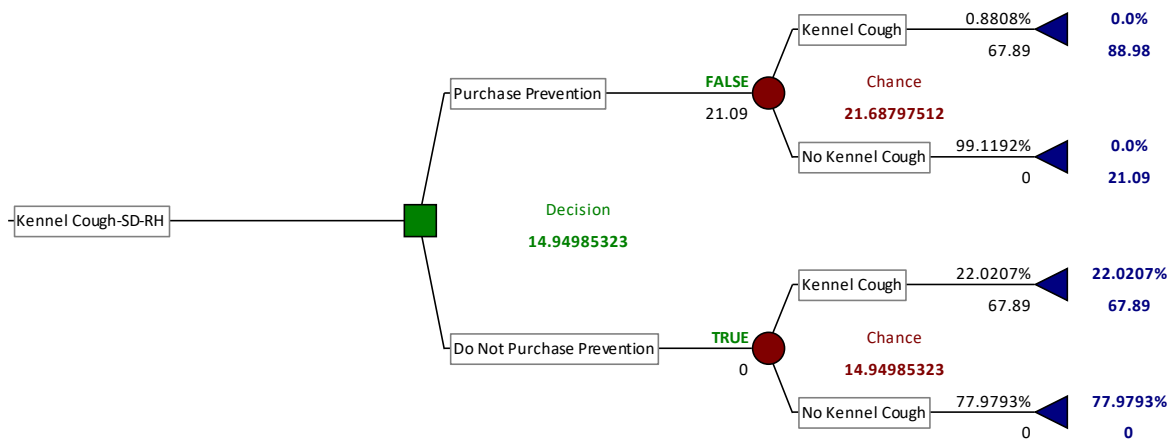 Kennel Cough
0.8808%
0.0%
67.89
88.98
Purchase Prevention
FALSE
Chance
21.09
21.68797512
No Kennel Cough
99.1192%
0.0%
0
21.09
Kennel Cough-SD-RH
Decision
14.94985323
Kennel Cough
22.0207%
22.0207%
67.89
67.89
Do Not Purchase Prevention
TRUE
Chance
0
14.94985323
No Kennel Cough
77.9793%
77.9793%
0
0